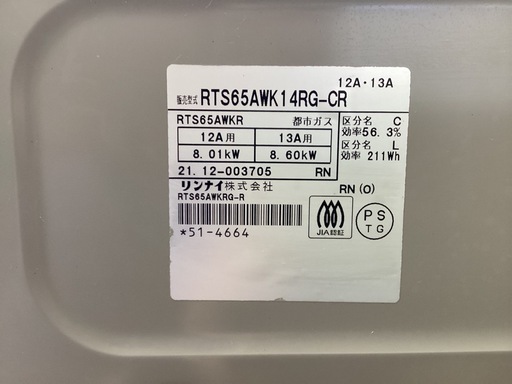 12A・13A
販売型式 RTS65AWK14RG-CR
RTS65AWKR 都市ガス
12A用 13A用
8.01kW 8.60kW
区分名 C
効率56.3%
区分名 L
効率 211Wh
21.12-003705 RN
リンナイ株式会社 RN(O)
RTS65AWKRG-R
*51-4664
JIA認証
PS
TG